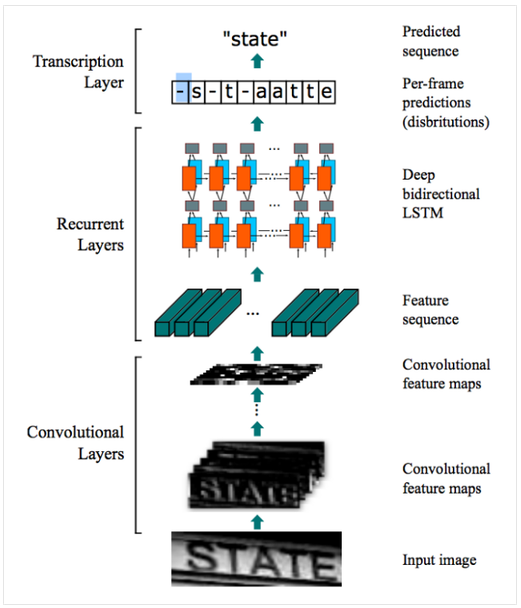 "state"
Predicted sequence
Transcription Layer
-s-t-aatte
Per-frame predictions (disbritutions)
Recurrent Layers
Deep bidirectional LSTM
...
...
Feature sequence
Convolutional Layers
Convolutional feature maps
...
STATE
Convolutional feature maps
STATE
Input image